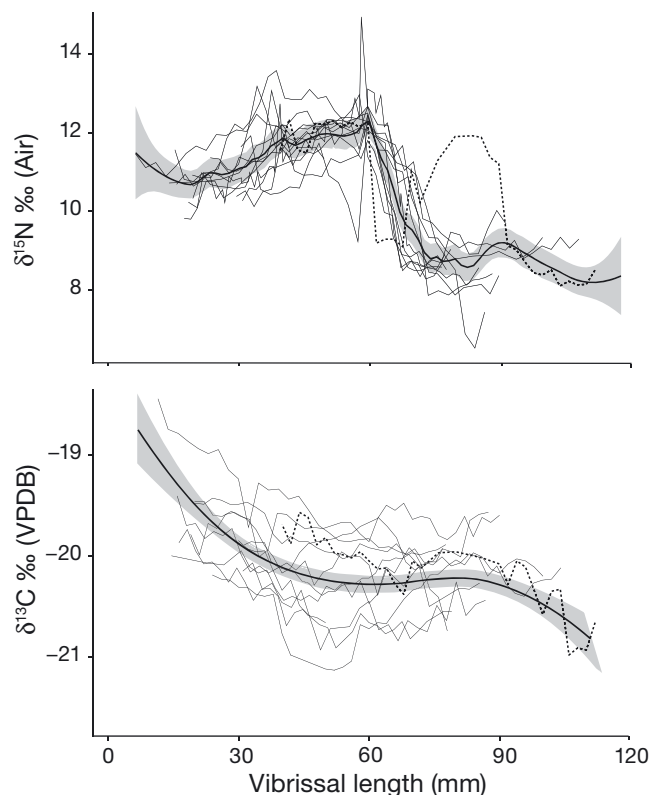 14
12
10
8
δ15N ‰ (Air)
–19
–20
–21
δ13C ‰ (VPDB)
0 30 60 90 120
Vibrissal length (mm)